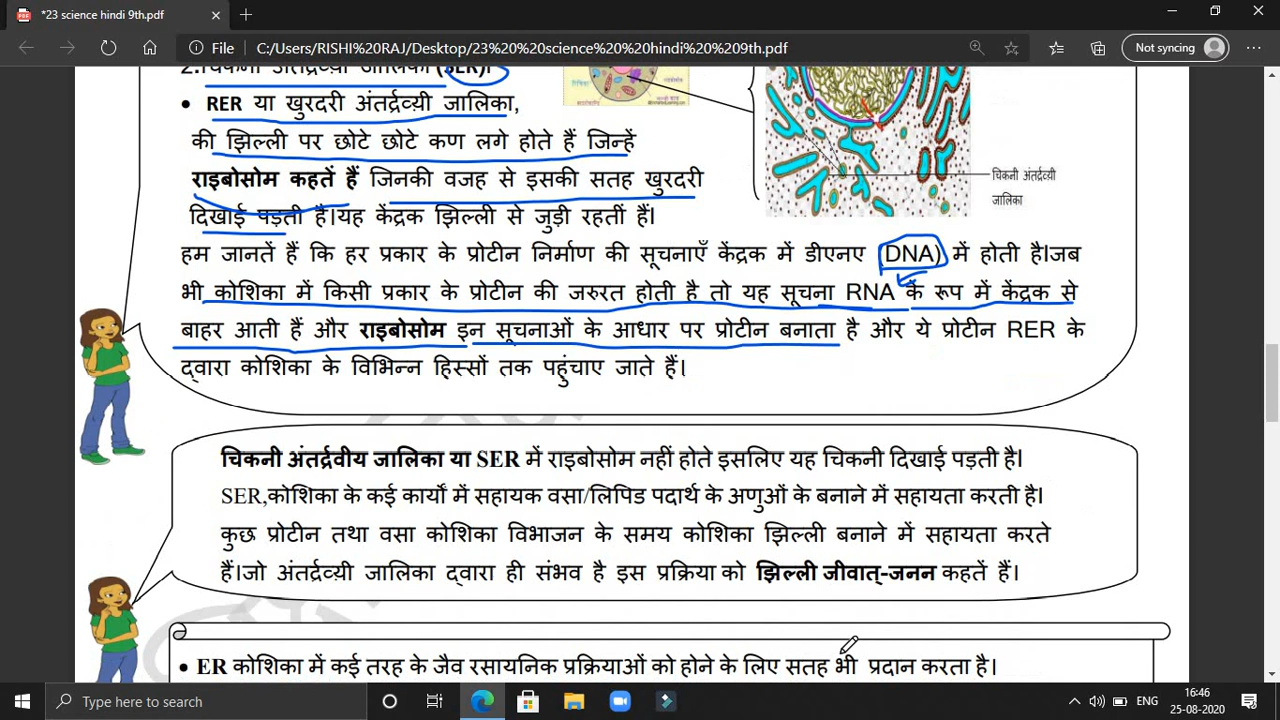 *23 science hindi 9th.pdf
File C:/Users/RISHI%20RAJ/Desktop/23%20%20science%20%20hindi%20%209th.pdf Not syncing
2.चिकनी अंतर्द्रव्यी जालिका (SER)।
• RER या खुरदरी अंतर्द्रव्यी जालिका,
की झिल्ली पर छोटे छोटे कण लगे होते हैं जिन्हें
राइबोसोम कहतें हैं जिनकी वजह से इसकी सतह खुरदरी
दिखाई पड़ती है।यह केंद्रक झिल्ली से जुड़ी रहतीं हैं।
चिकनी अंतर्द्रव्यी
जालिका
हम जानतें हैं कि हर प्रकार के प्रोटीन निर्माण की सूचनाएँ केंद्रक में डीएनए (DNA) में होती है।जब
भी कोशिका में किसी प्रकार के प्रोटीन की जरुरत होती है तो यह सूचना RNA के रूप में केंद्रक से
बाहर आती हैं और राइबोसोम इन सूचनाओं के आधार पर प्रोटीन बनाता है और ये प्रोटीन RER के
द्वारा कोशिका के विभिन्न हिस्सों तक पहुंचाए जाते हैं।
चिकनी अंतर्द्रवीय जालिका या SER में राइबोसोम नहीं होते इसलिए यह चिकनी दिखाई पड़ती है।
SER,कोशिका के कई कार्यों में सहायक वसा/लिपिड पदार्थ के अणुओं के बनाने में सहायता करती है।
कुछ प्रोटीन तथा वसा कोशिका विभाजन के समय कोशिका झिल्ली बनाने में सहायता करते
हैं।जो अंतर्द्रव्यी जालिका द्वारा ही संभव है इस प्रक्रिया को झिल्ली जीवात्-जनन कहतें हैं।
• ER कोशिका में कई तरह के जैव रसायनिक प्रक्रियाओं को होने के लिए सतह भी प्रदान करता है।
Type here to search
ENG
16:46
25-08-2020